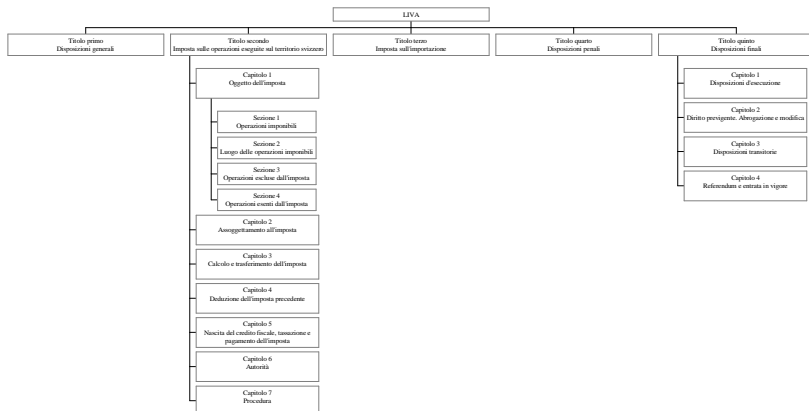 LIVA
Titolo primo
Disposizioni generali
Titolo secondo
Imposta sulle operazioni eseguite sul territorio svizzero
Titolo terzo
Imposta sull'importazione
Titolo quarto
Disposizioni penali
Titolo quinto
Disposizioni finali
Capitolo 1
Oggetto dell'imposta
Sezione 1
Operazioni imponibili
Sezione 2
Luogo delle operazioni imponibili
Sezione 3
Operazioni escluse dall'imposta
Sezione 4
Operazioni esenti dall'imposta
Capitolo 2
Assoggettamento all'imposta
Capitolo 3
Calcolo e trasferimento dell'imposta
Capitolo 4
Deduzione dell'imposta precedente
Capitolo 5
Nascita del credito fiscale, tassazione e
pagamento dell'imposta
Capitolo 6
Autorità
Capitolo 7
Procedura
Capitolo 1
Disposizioni d'esecuzione
Capitolo 2
Diritto previgente. Abrogazione e modifica
Capitolo 3
Disposizioni transitorie
Capitolo 4
Referendum e entrata in vigore